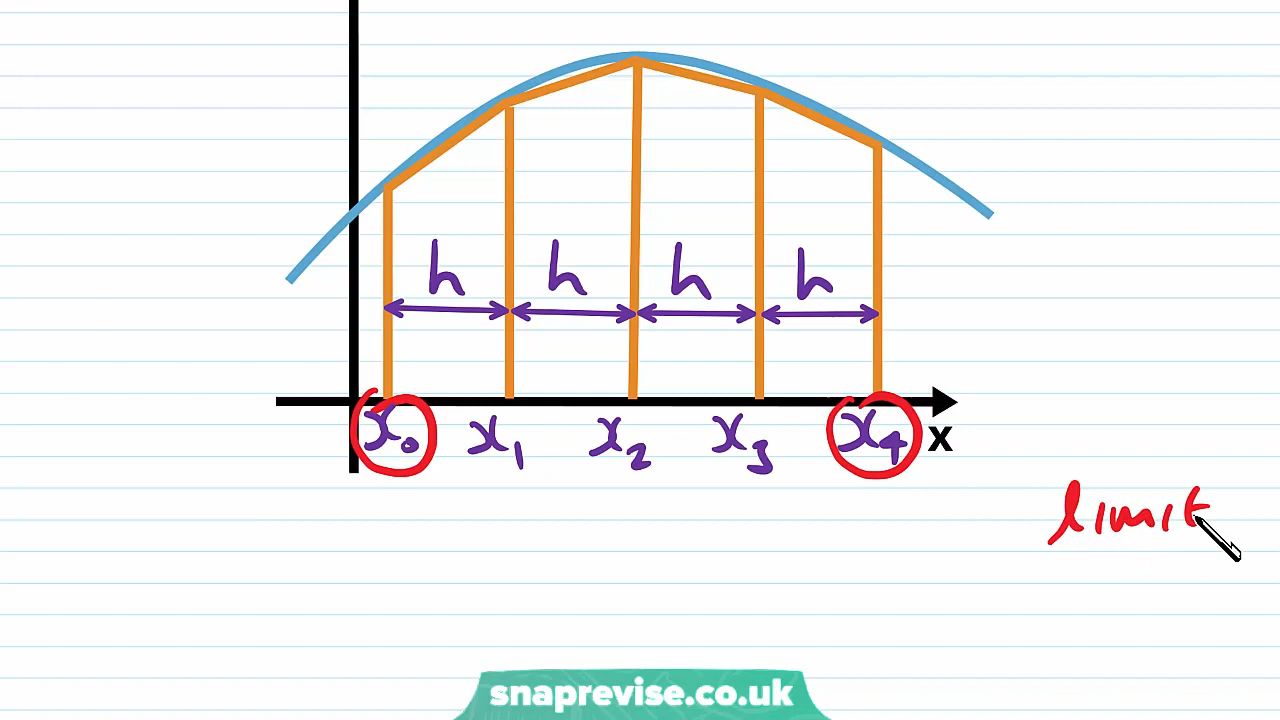 h h h h
x₀ x₁ x₂ x₃ x₄ x
limit
snaprevise.co.uk